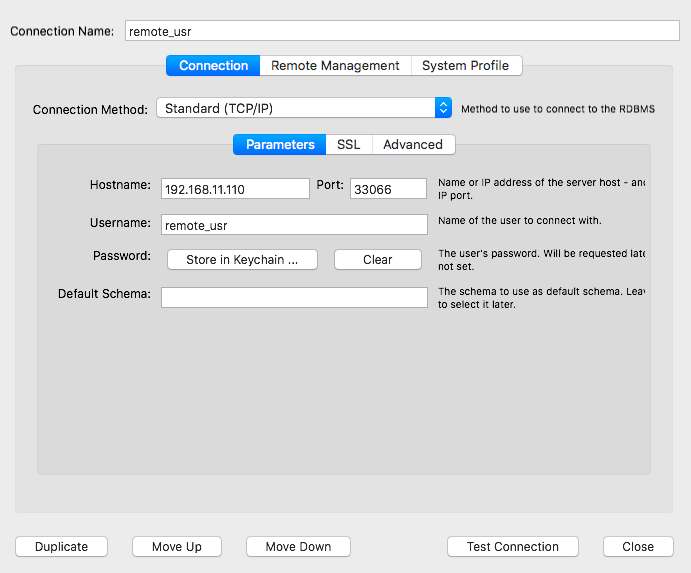 Connection Name: remote_usr
Connection Remote Management System Profile
Connection Method: Standard (TCP/IP) Method to use to connect to the RDBMS
Parameters SSL Advanced
Hostname: 192.168.11.110 Port: 33066 Name or IP address of the server host - and
IP port.
Username: remote_usr Name of the user to connect with.
Password: Store in Keychain ... Clear The user's password. Will be requested late
not set.
Default Schema: The schema to use as default schema. Leav
to select it later.
Duplicate Move Up Move Down Test Connection Close